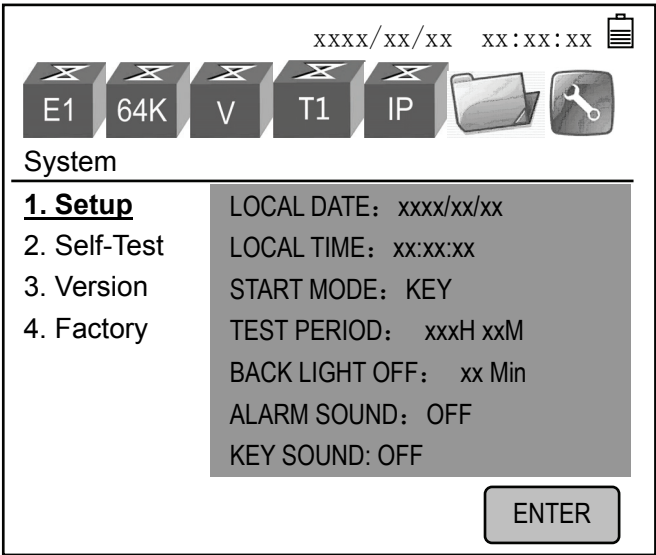 xxxx/xx/xx xx:xx:xx
E1 64K V T1 IP
System
1. Setup
2. Self-Test
3. Version
4. Factory
LOCAL DATE：xxxx/xx/xx
LOCAL TIME：xx:xx:xx
START MODE：KEY
TEST PERIOD： xxxH xxM
BACK LIGHT OFF： xx Min
ALARM SOUND：OFF
KEY SOUND: OFF
ENTER